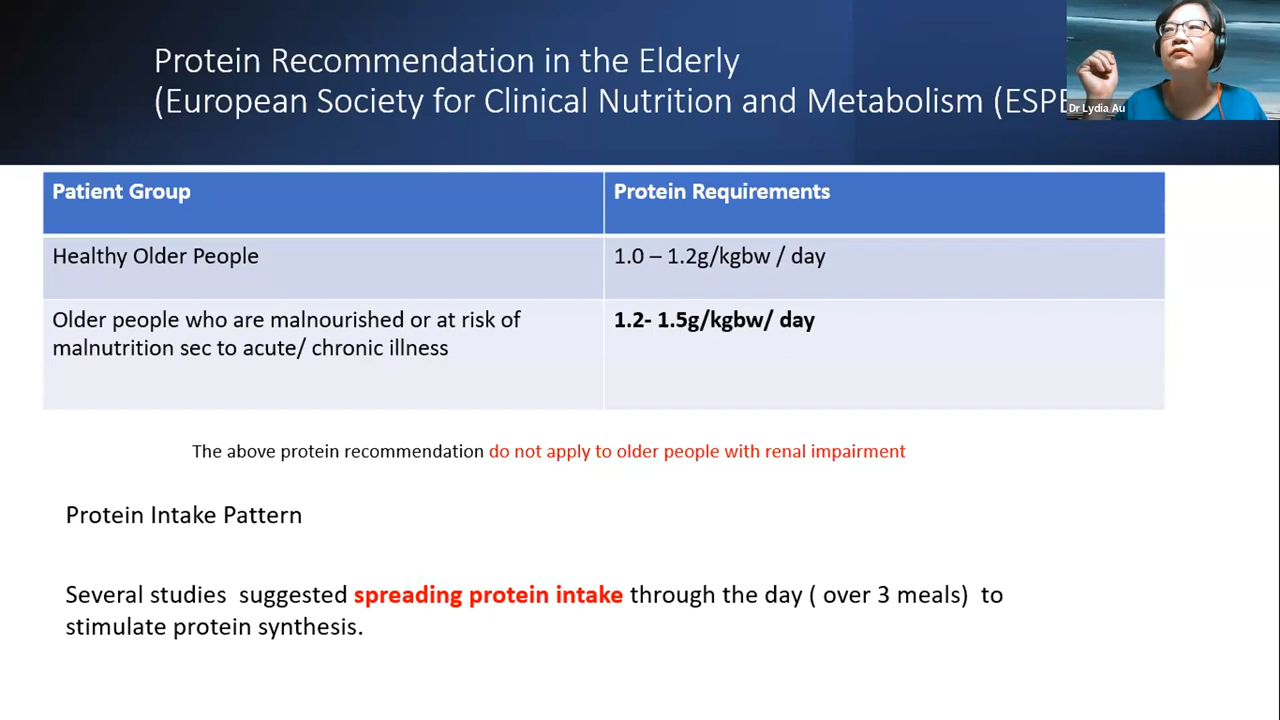 Protein Recommendation in the Elderly
(European Society for Clinical Nutrition and Metabolism (ESPE
Dr Lydia Au
Patient Group
Protein Requirements
Healthy Older People
1.0 – 1.2g/kgbw / day
Older people who are malnourished or at risk of
malnutrition sec to acute/ chronic illness
1.2- 1.5g/kgbw/ day
The above protein recommendation do not apply to older people with renal impairment
Protein Intake Pattern
Several studies  suggested spreading protein intake through the day ( over 3 meals)  to
stimulate protein synthesis.